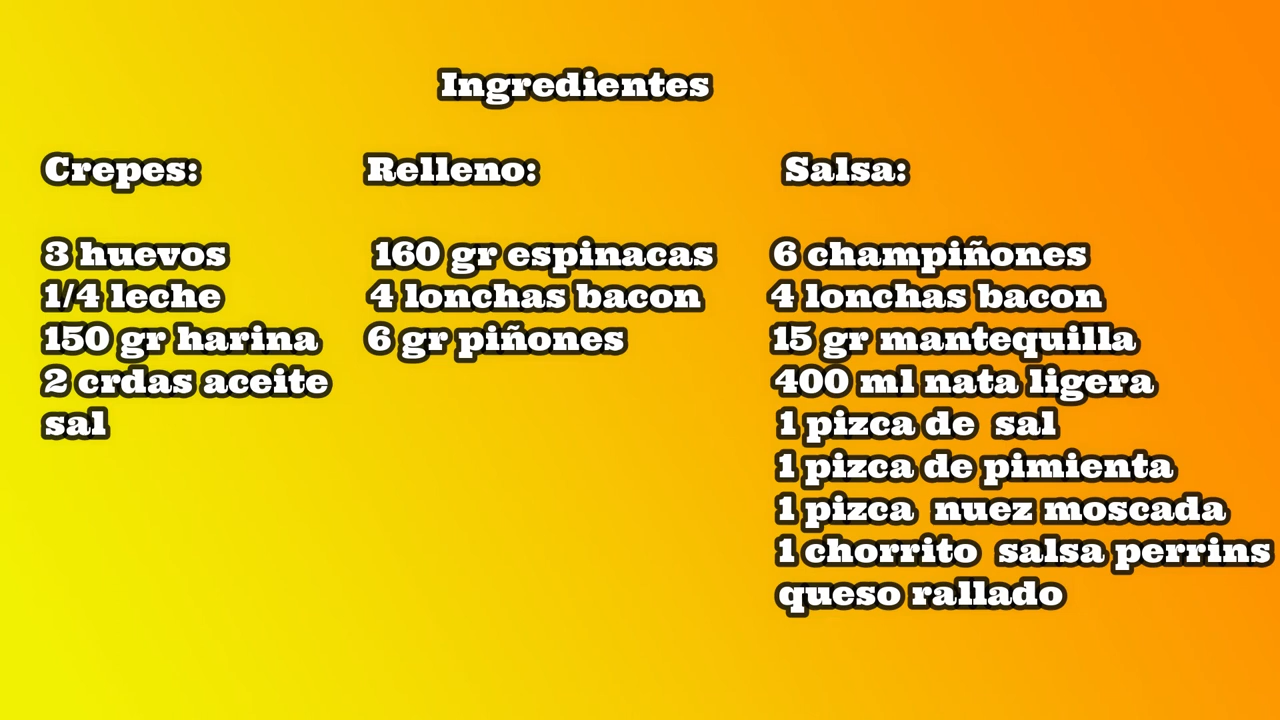 Ingredientes
Crepes:
3 huevos
1/4 leche
150 gr harina
2 crdas aceite
sal
Relleno:
160 gr espinacas
4 lonchas bacon
6 gr piñones
Salsa:
6 champiñones
4 lonchas bacon
15 gr mantequilla
400 ml nata ligera
1 pizca de sal
1 pizca de pimienta
1 pizca nuez moscada
1 chorrito salsa perrins
queso rallado